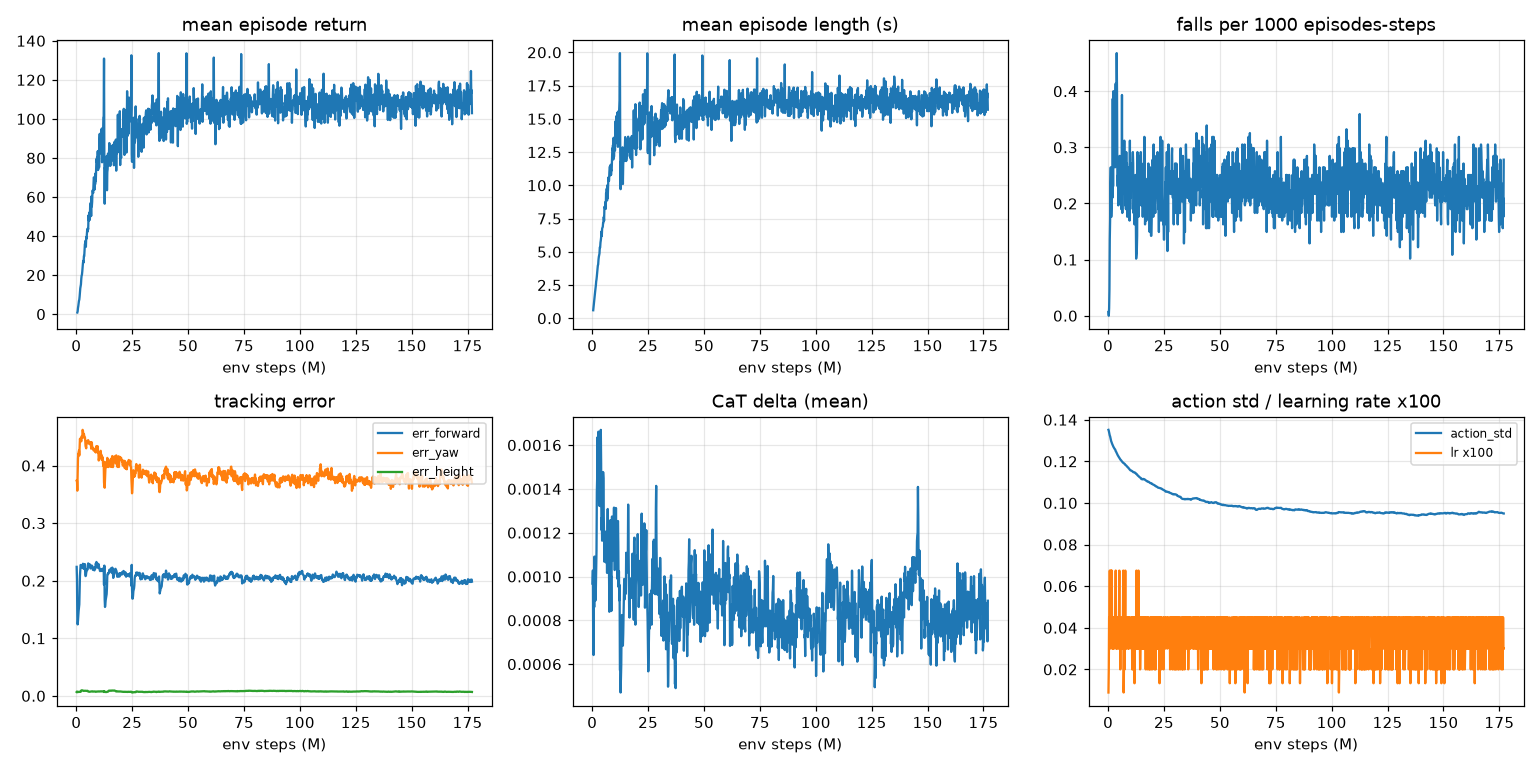 mean episode return
140
120
100
80
60
40
20
0
0 25 50 75 100 125 150 175
env steps (M)
mean episode length (s)
20.0
17.5
15.0
12.5
10.0
7.5
5.0
2.5
0.0
0 25 50 75 100 125 150 175
env steps (M)
falls per 1000 episodes-steps
0.4
0.3
0.2
0.1
0.0
0 25 50 75 100 125 150 175
env steps (M)
tracking error
err_forward
err_yaw
err_height
0.4
0.3
0.2
0.1
0.0
0 25 50 75 100 125 150 175
env steps (M)
CaT delta (mean)
0.0016
0.0014
0.0012
0.0010
0.0008
0.0006
0 25 50 75 100 125 150 175
env steps (M)
action std / learning rate x100
action_std
lr x100
0.14
0.12
0.10
0.08
0.06
0.04
0.02
0 25 50 75 100 125 150 175
env steps (M)